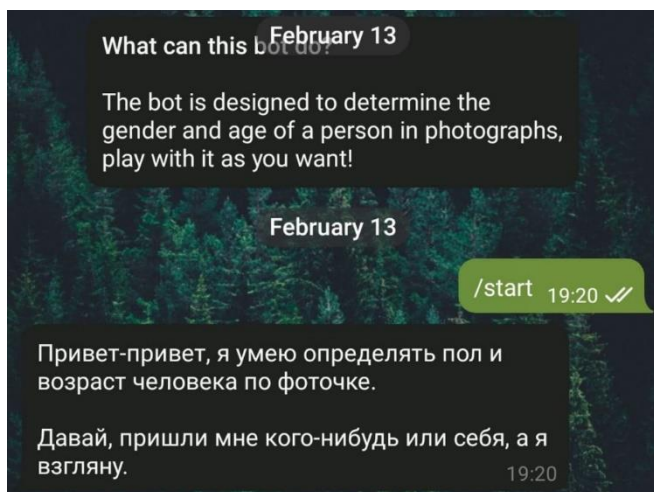 February 13
What can this bot do?
The bot is designed to determine the
gender and age of a person in photographs,
play with it as you want!
February 13
/start 19:20
Привет-привет, я умею определять пол и
возраст человека по фоточке.
Давай, пришли мне кого-нибудь или себя, а я
взгляну.
19:20